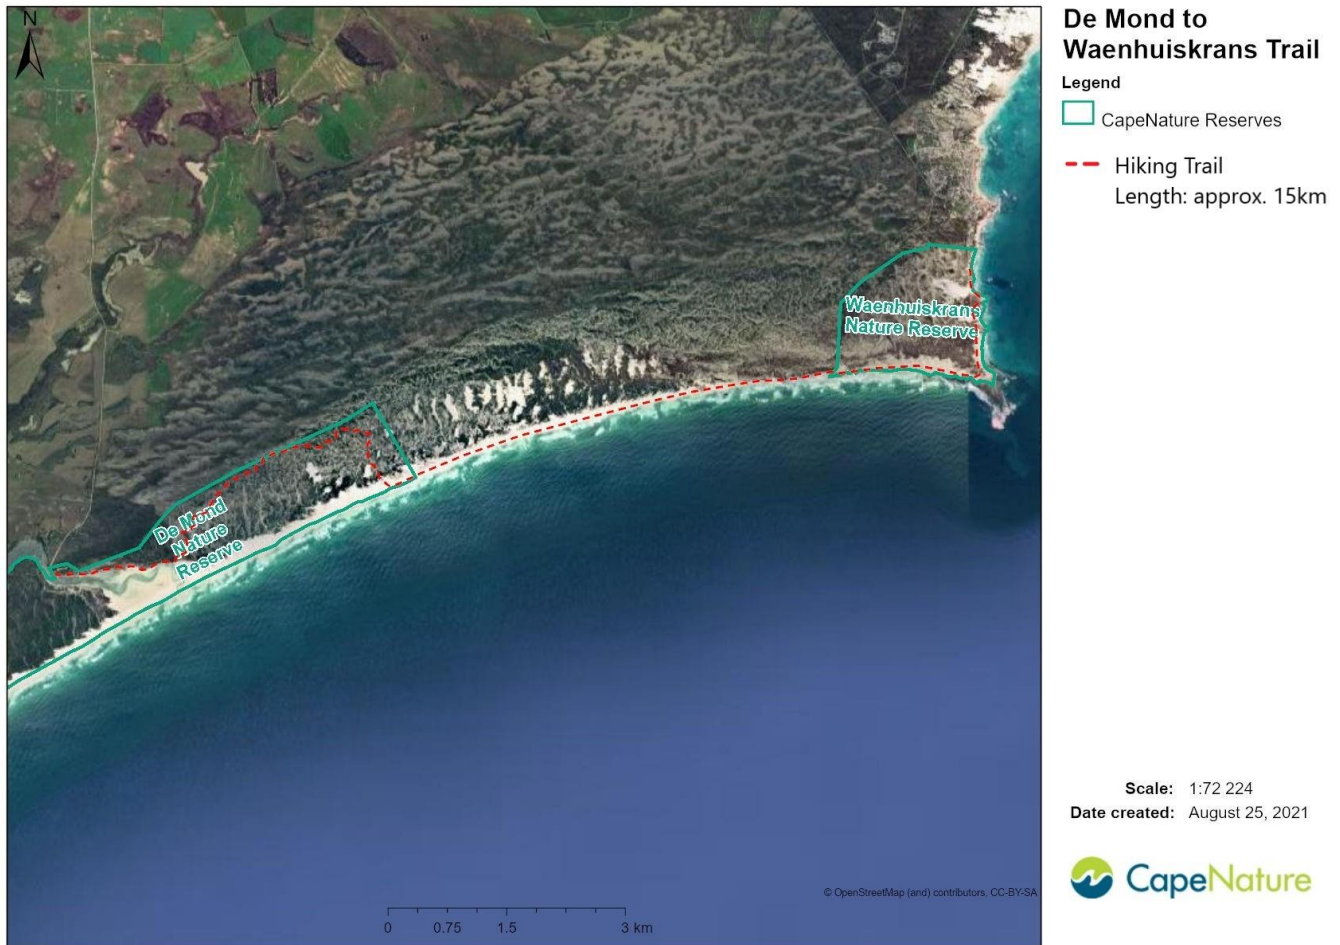 N
De Mond to
Waenhuiskrans Trail
Legend
CapeNature Reserves
Hiking Trail
Length: approx. 15km
Waenhuiskrans
Nature Reserve
De Mond
Nature
Reserve
Scale: 1:72 224
Date created: August 25, 2021
© OpenStreetMap (and) contributors, CC-BY-SA
CapeNature
0 0.75 1.5 3 km